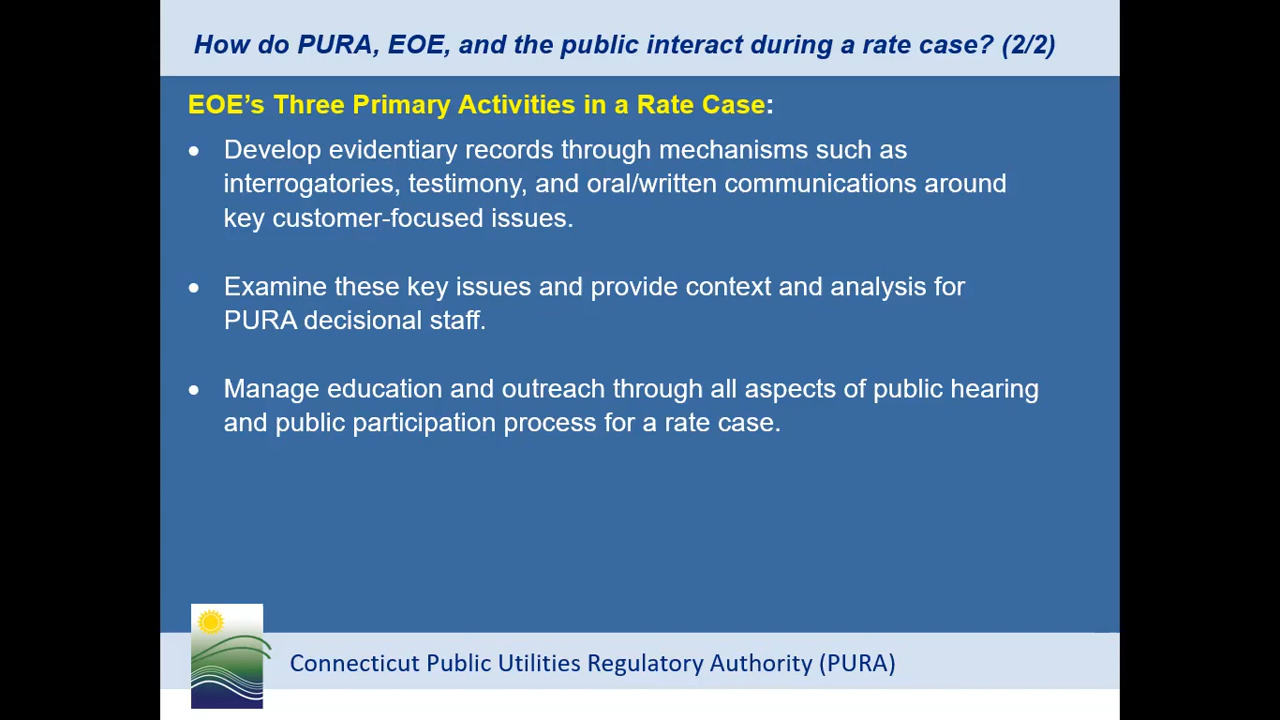 How do PURA, EOE, and the public interact during a rate case? (2/2)
EOE’s Three Primary Activities in a Rate Case:
• Develop evidentiary records through mechanisms such as
interrogatories, testimony, and oral/written communications around
key customer-focused issues.
• Examine these key issues and provide context and analysis for
PURA decisional staff.
• Manage education and outreach through all aspects of public hearing
and public participation process for a rate case.
Connecticut Public Utilities Regulatory Authority (PURA)